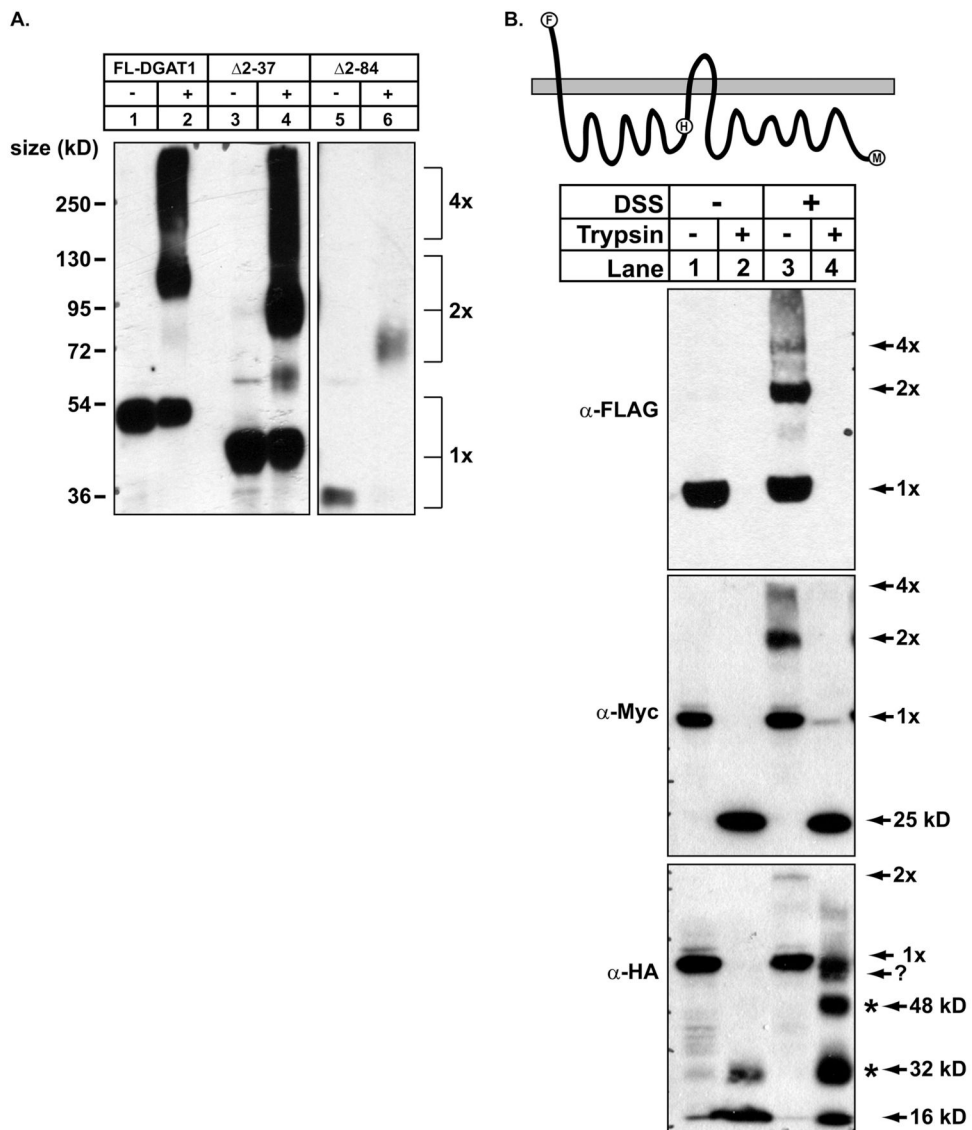 A.
FL-DGAT1 Δ2-37 Δ2-84
- + - + - +
1 2 3 4 5 6
size (kD)
250
130
95
72
54
36
4x
2x
1x
B.
F
H
M
DSS - +
Trypsin - + - +
Lane 1 2 3 4
α-FLAG
4x
2x
1x
α-Myc
4x
2x
1x
25 kD
α-HA
2x
1x
?
* 48 kD
* 32 kD
16 kD